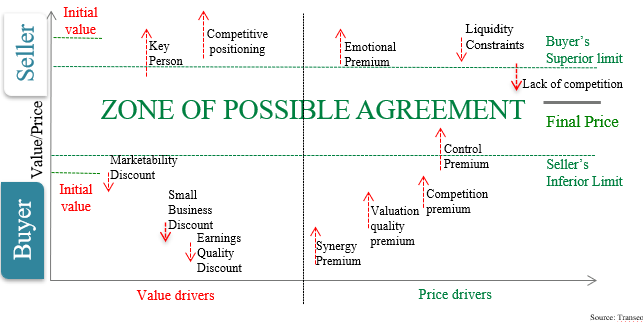 Initial
value
Seller
Key
Person
Competitive
positioning
Emotional
Premium
Liquidity
Constraints
Buyer's
Superior limit
Lack of competition
ZONE OF POSSIBLE AGREEMENT
Final Price
Value/Price
Control
Premium
Seller's
Inferior Limit
Marketability
Discount
Initial
value
Buyer
Small
Business
Discount
Earnings
Quality
Discount
Synergy
Premium
Valuation
quality
premium
Competition
premium
Value drivers
Price drivers
Source: Transeo